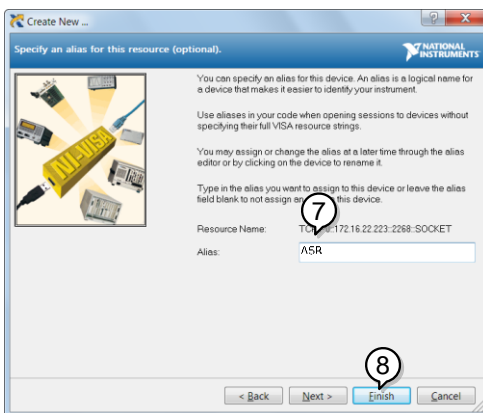 Create New ...
Specify an alias for this resource (optional).
NATIONAL
INSTRUMENTS
You can specify an alias for this device. An alias is a logical name for
a device that makes it easier to identify your instrument.
Use aliases in your code when opening sessions to devices without
specifying their full VISA resource strings.
You may assign or change the alias at a later time through the alias
editor or by clicking on the device to rename it.
Type in the alias you want to assign to this device or leave the alias
field blank to not assign an this device.
NI-VISA
7
Resource Name: 172.16.22.223::2268::SOCKET
Alias: ASR
8
< Back Next > Finish Cancel